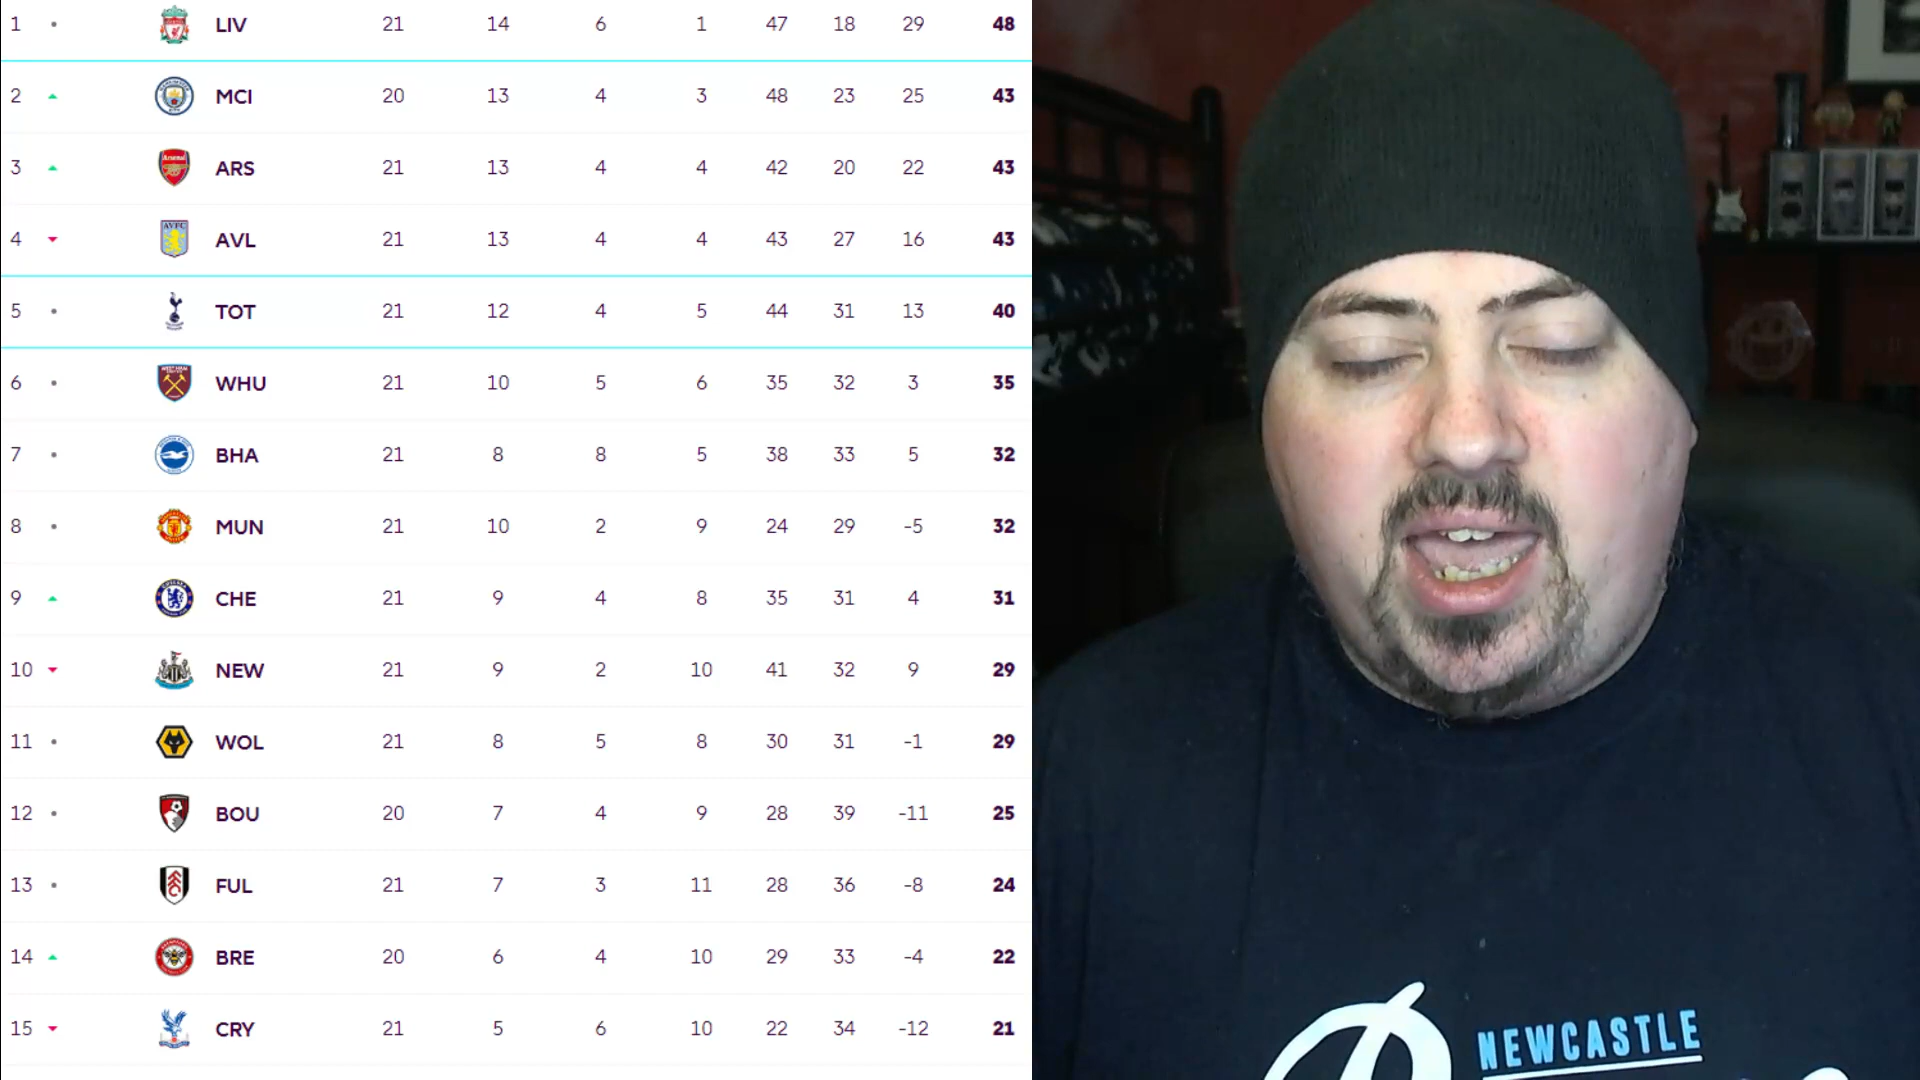 1 LIV 21 14 6 1 47 18 29 48
2 MCI 20 13 4 3 48 23 25 43
3 ARS 21 13 4 4 42 20 22 43
4 AVL 21 13 4 4 43 27 16 43
5 TOT 21 12 4 5 44 31 13 40
6 WHU 21 10 5 6 35 32 3 35
7 BHA 21 8 8 5 38 33 5 32
8 MUN 21 10 2 9 24 29 -5 32
9 CHE 21 9 4 8 35 31 4 31
10 NEW 21 9 2 10 41 32 9 29
11 WOL 21 8 5 8 30 31 -1 29
12 BOU 20 7 4 9 28 39 -11 25
13 FUL 21 7 3 11 28 36 -8 24
14 BRE 20 6 4 10 29 33 -4 22
15 CRY 21 5 6 10 22 34 -12 21
NEWCASTLE